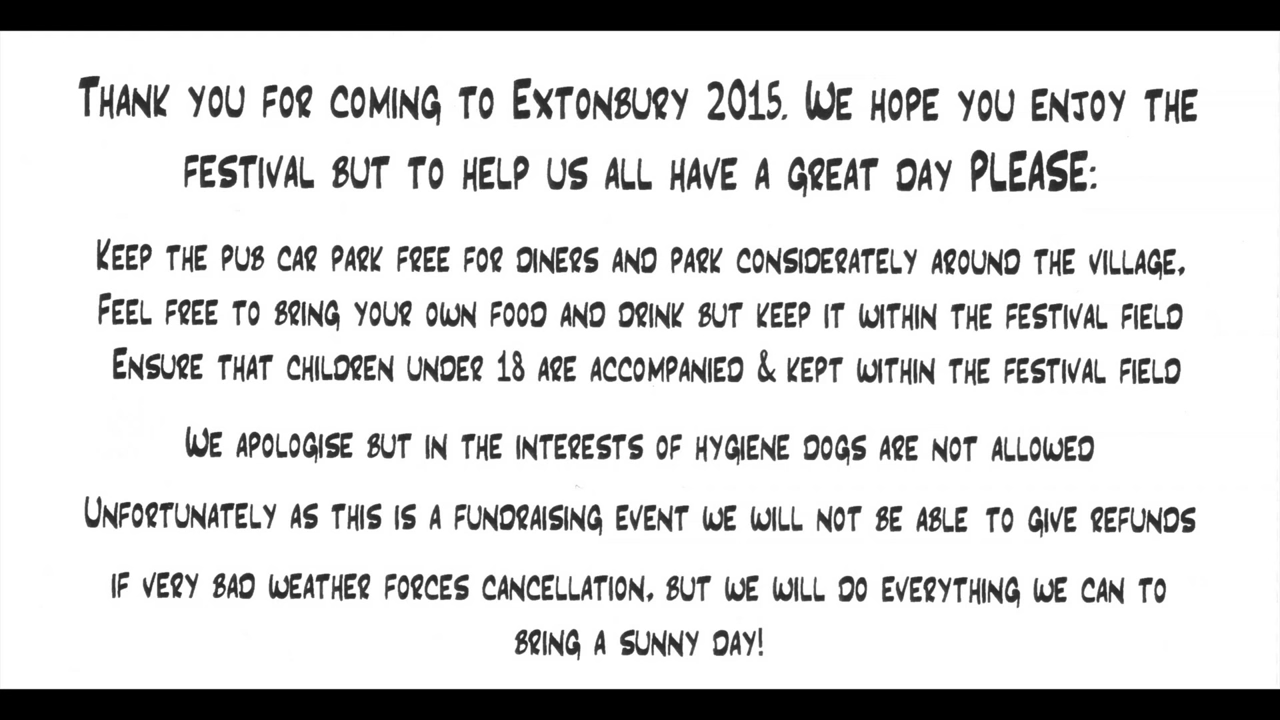 Thank you for coming to Extonbury 2015. We hope you enjoy the
festival but to help us all have a great day PLEASE:
Keep the pub car park free for diners and park considerately around the village.
Feel free to bring your own food and drink but keep it within the festival field
Ensure that children under 18 are accompanied & kept within the festival field
We apologise but in the interests of hygiene dogs are not allowed
Unfortunately as this is a fundraising event we will not be able to give refunds
if very bad weather forces cancellation. but we will do everything we can to
bring a sunny day!